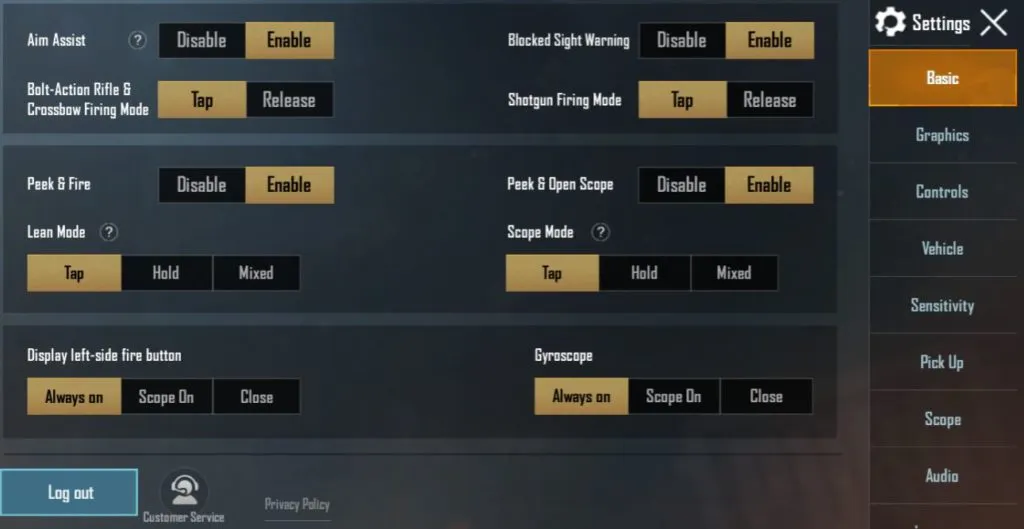 Aim Assist ? Disable Enable Blocked Sight Warning Disable Enable
Bolt-Action Rifle &
Crossbow Firing Mode Tap Release Shotgun Firing Mode Tap Release
Peek & Fire Disable Enable Peek & Open Scope Disable Enable
Lean Mode ? Scope Mode ?
Tap Hold Mixed Tap Hold Mixed
Display left-side fire button Gyroscope
Always on Scope On Close Always on Scope On Close
Log out
Customer Service
Privacy Policy
Settings
Basic
Graphics
Controls
Vehicle
Sensitivity
Pick Up
Scope
Audio